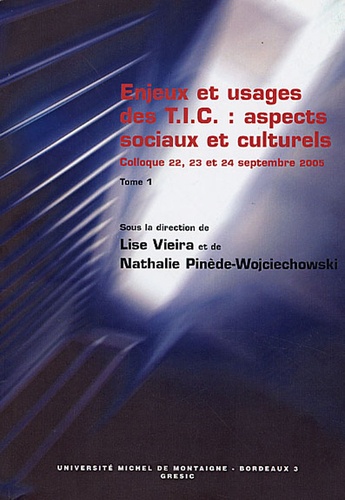 Enjeux et usages
des T.I.C. : aspects
sociaux et culturels
Colloque 22, 23 et 24 septembre 2005
Tome 1
Sous la direction de
Lise Vieira et de
Nathalie Pinède-Wojciechowski
UNIVERSITÉ MICHEL DE MONTAIGNE - BORDEAUX 3
GRESIC